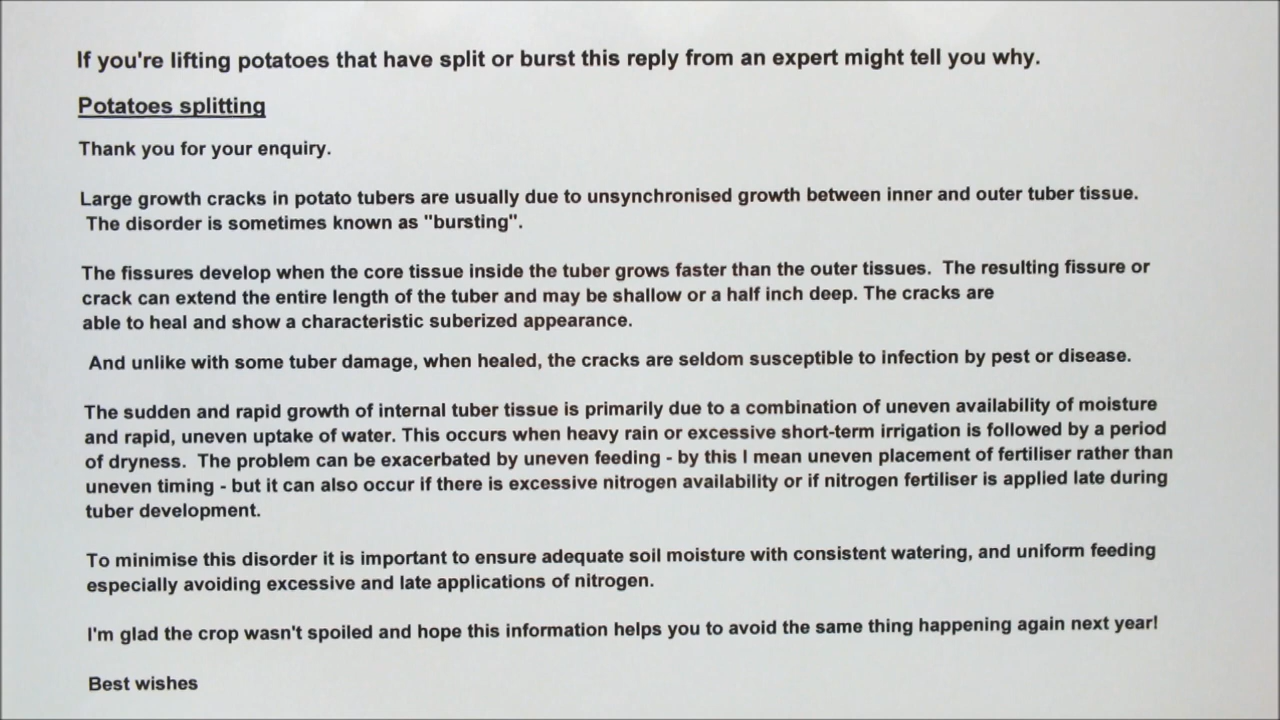 If you're lifting potatoes that have split or burst this reply from an expert might tell you why.
Potatoes splitting
Thank you for your enquiry.
Large growth cracks in potato tubers are usually due to unsynchronised growth between inner and outer tuber tissue.
The disorder is sometimes known as "bursting".
The fissures develop when the core tissue inside the tuber grows faster than the outer tissues. The resulting fissure or
crack can extend the entire length of the tuber and may be shallow or a half inch deep. The cracks are
able to heal and show a characteristic suberized appearance.
And unlike with some tuber damage, when healed, the cracks are seldom susceptible to infection by pest or disease.
The sudden and rapid growth of internal tuber tissue is primarily due to a combination of uneven availability of moisture
and rapid, uneven uptake of water. This occurs when heavy rain or excessive short-term irrigation is followed by a period
of dryness. The problem can be exacerbated by uneven feeding - by this I mean uneven placement of fertiliser rather than
uneven timing - but it can also occur if there is excessive nitrogen availability or if nitrogen fertiliser is applied late during
tuber development.
To minimise this disorder it is important to ensure adequate soil moisture with consistent watering, and uniform feeding
especially avoiding excessive and late applications of nitrogen.
I'm glad the crop wasn't spoiled and hope this information helps you to avoid the same thing happening again next year!
Best wishes